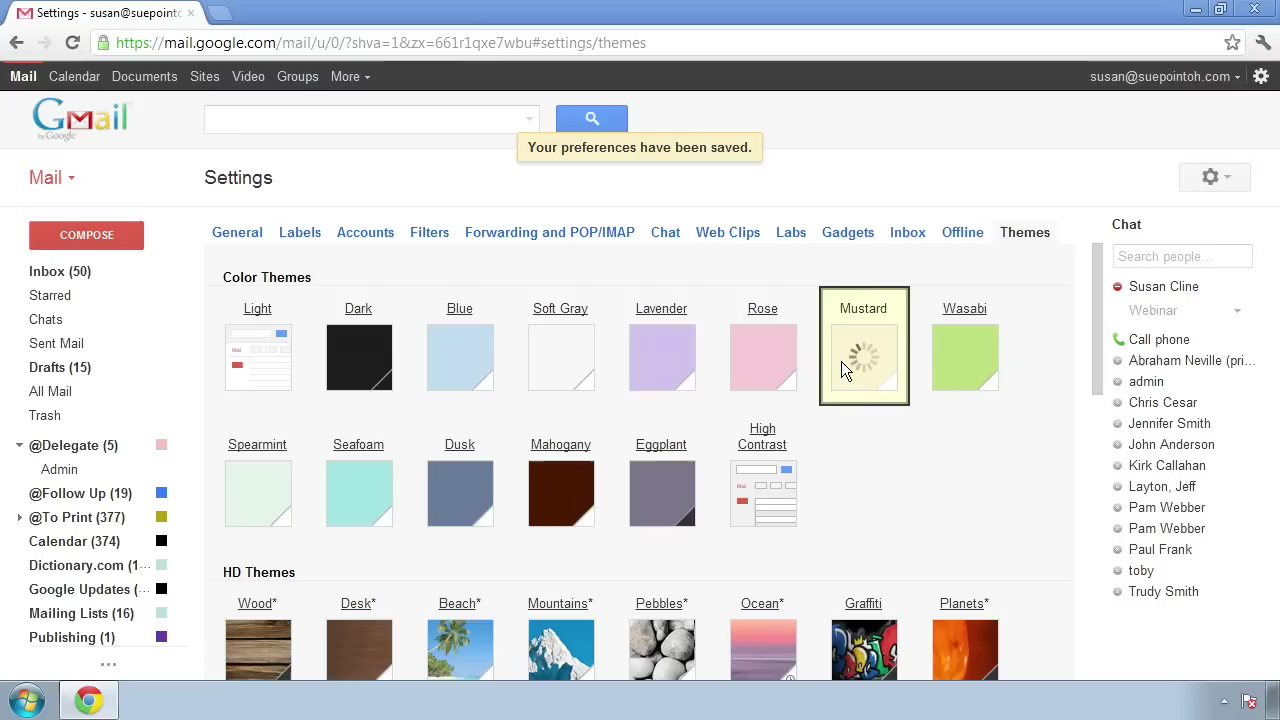 Settings - susan@suepointo
https://mail.google.com/mail/u/0/?shva=1&zx=661r1qxe7wbu#settings/themes
Mail Calendar Documents Sites Video Groups More
susan@suepointoh.com
Gmail
by Google
Your preferences have been saved.
Mail
Settings
COMPOSE
General Labels Accounts Filters Forwarding and POP/IMAP Chat Web Clips Labs Gadgets Inbox Offline Themes
Inbox (50)
Starred
Chats
Sent Mail
Drafts (15)
All Mail
Trash
@Delegate (5)
Admin
@Follow Up (19)
@To Print (377)
Calendar (374)
Dictionary.com (1...
Google Updates (...
Mailing Lists (16)
Publishing (1)
Color Themes
Light Dark Blue Soft Gray Lavender Rose Mustard Wasabi
Spearmint Seafoam Dusk Mahogany Eggplant High Contrast
HD Themes
Wood* Desk* Beach* Mountains* Pebbles* Ocean* Graffiti Planets*
Chat
Search people...
Susan Cline
Webinar
Call phone
Abraham Neville (pri...
admin
Chris Cesar
Jennifer Smith
John Anderson
Kirk Callahan
Layton, Jeff
Pam Webber
Pam Webber
Paul Frank
toby
Trudy Smith